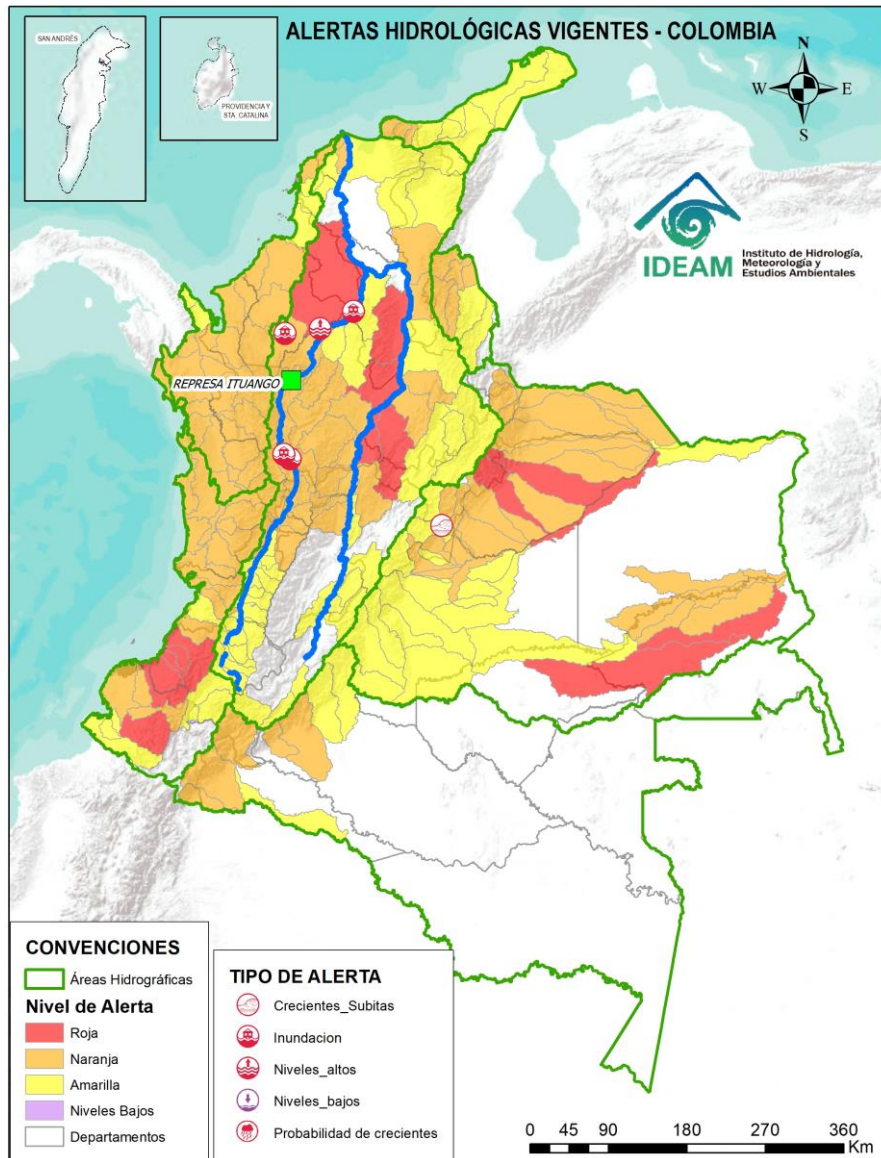 SAN ANDRÉS
PROVIDENCIA Y
STA. CATALINA
ALERTAS HIDROLÓGICAS VIGENTES - COLOMBIA
N
W
E
S
IDEAM
Instituto de Hidrología,
Meteorología y
Estudios Ambientales
REPRESA ITUANGO
CONVENCIONES
Áreas Hidrográficas
Nivel de Alerta
Roja
Naranja
Amarilla
Niveles Bajos
Departamentos
TIPO DE ALERTA
Crecientes_Subitas
Inundacion
Niveles_altos
Niveles_bajos
Probabilidad de crecientes
0 45 90 180 270 360
Km